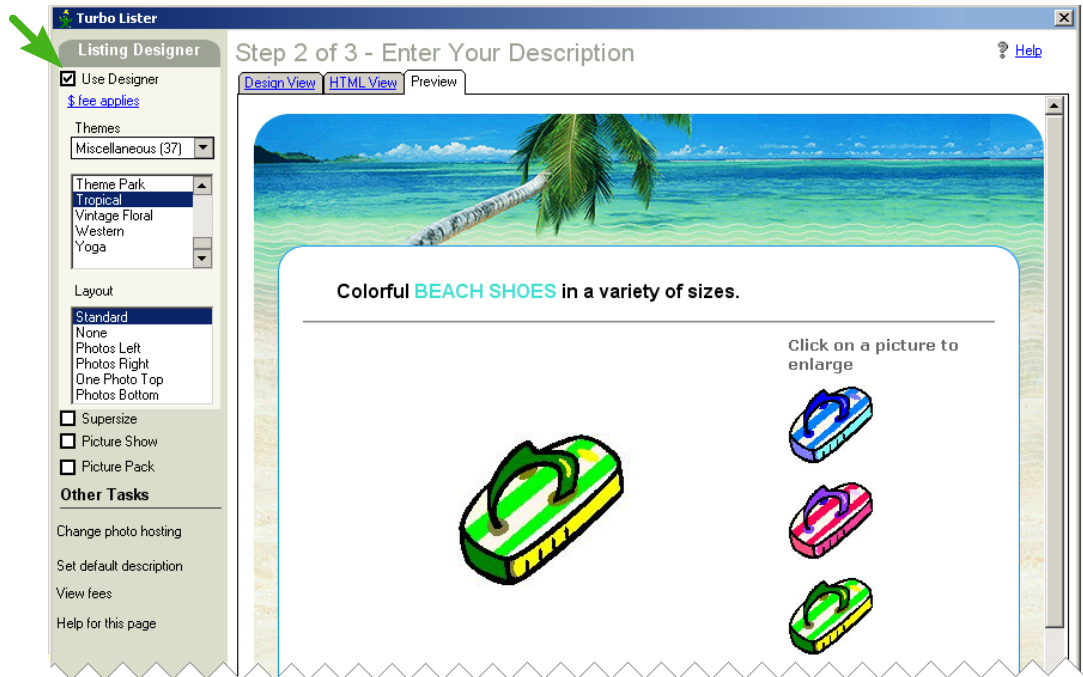 Turbo Lister
Listing Designer
Use Designer
$ fee applies
Themes
Miscellaneous (37)
Theme Park
Tropical
Vintage Floral
Western
Yoga
Layout
Standard
None
Photos Left
Photos Right
One Photo Top
Photos Bottom
Supersize
Picture Show
Picture Pack
Other Tasks
Change photo hosting
Set default description
View fees
Help for this page
Step 2 of 3 - Enter Your Description
? Help
Design View HTML View Preview
Colorful BEACH SHOES in a variety of sizes.
Click on a picture to
enlarge